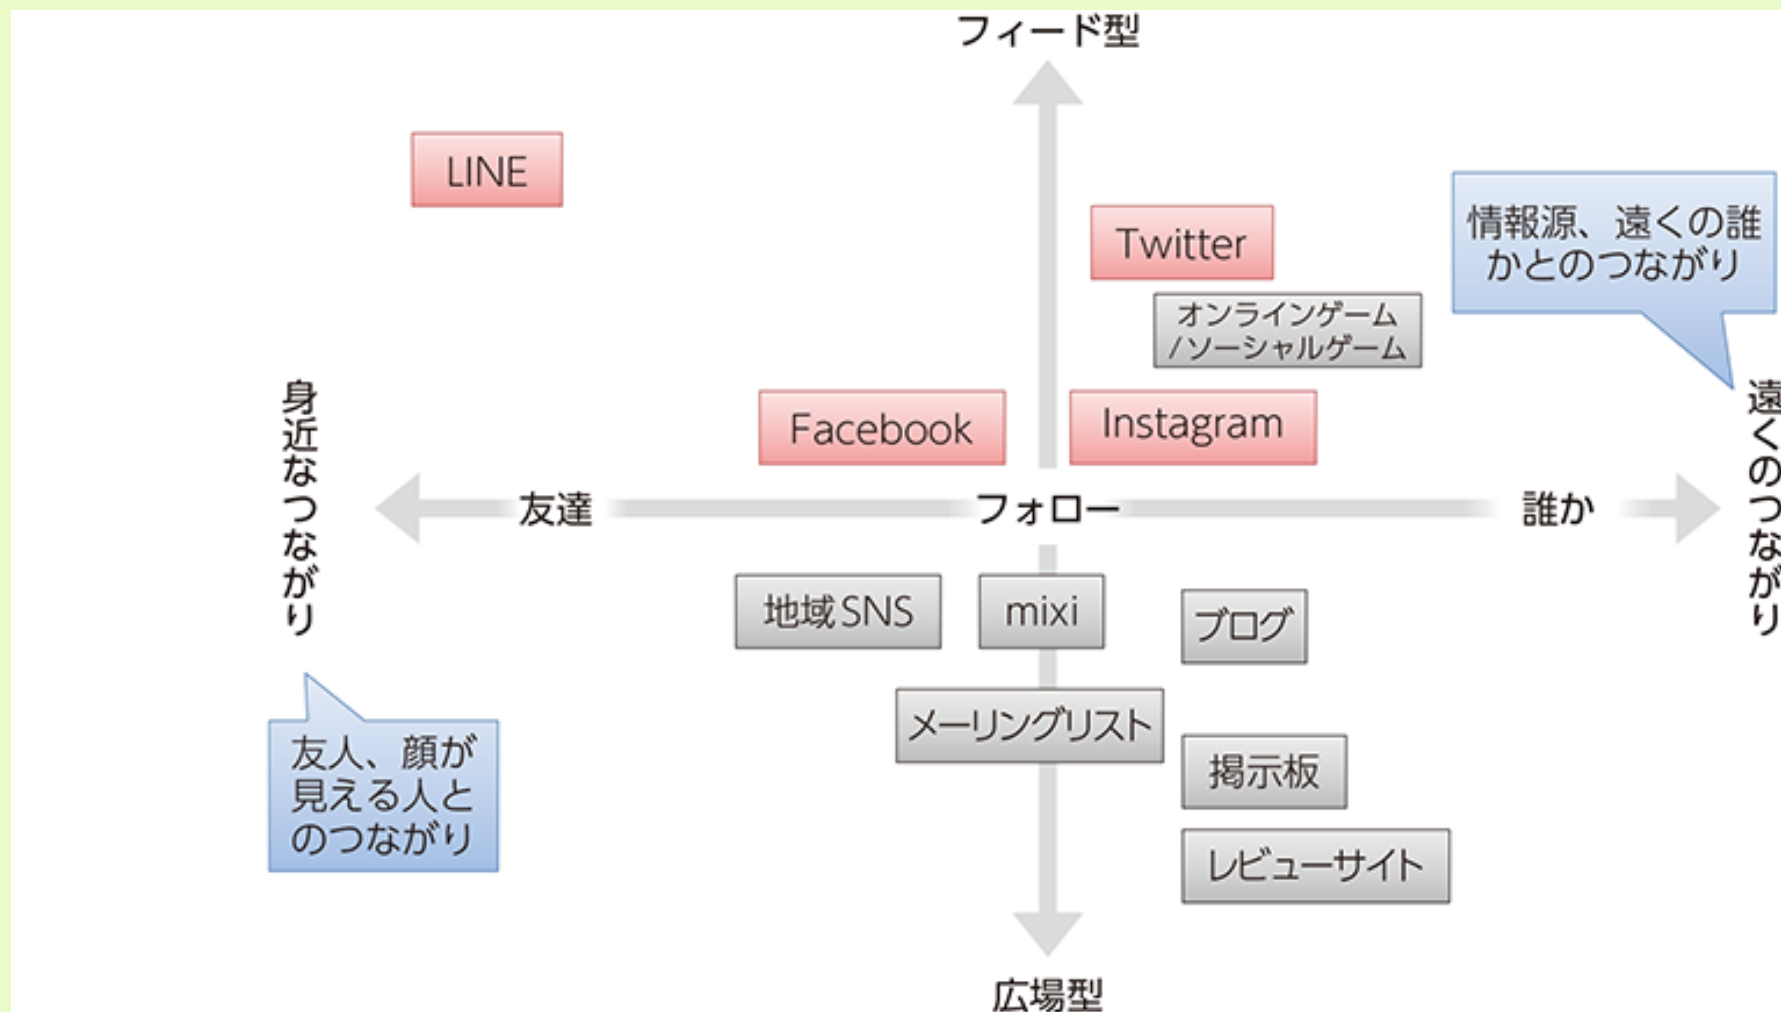 フィード型
LINE
Twitter
情報源、遠くの誰
かとのつながり
オンラインゲーム
/ソーシャルゲーム
身近なつながり
Facebook
Instagram
遠くのつながり
友達
フォロー
誰か
地域SNS
mixi
ブログ
メーリングリスト
友人、顔が
見える人と
のつながり
掲示板
レビューサイト
広場型